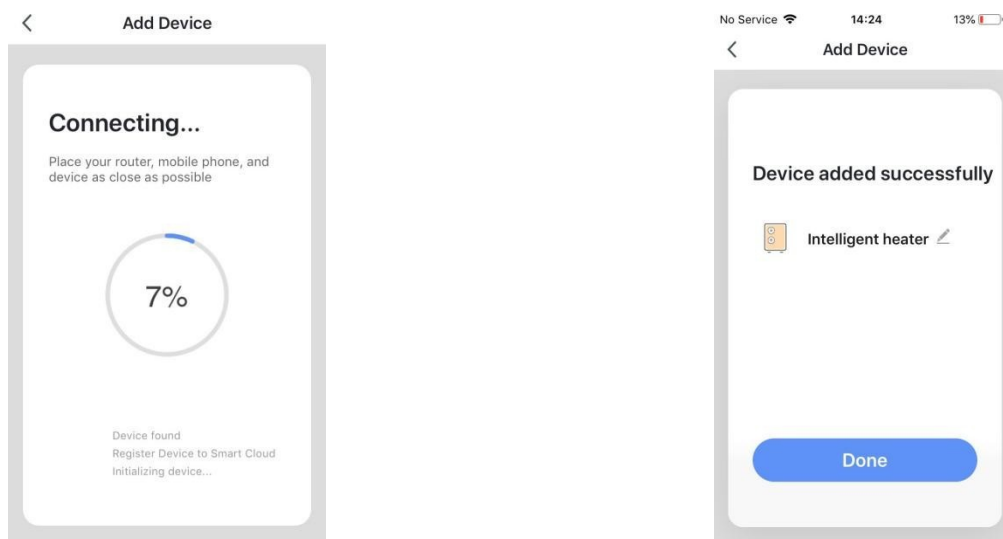 Add Device
Connecting...
Place your router, mobile phone, and
device as close as possible
7%
Device found
Register Device to Smart Cloud
Initializing device...
No Service 14:24 13%
Add Device
Device added successfully
Intelligent heater
Done